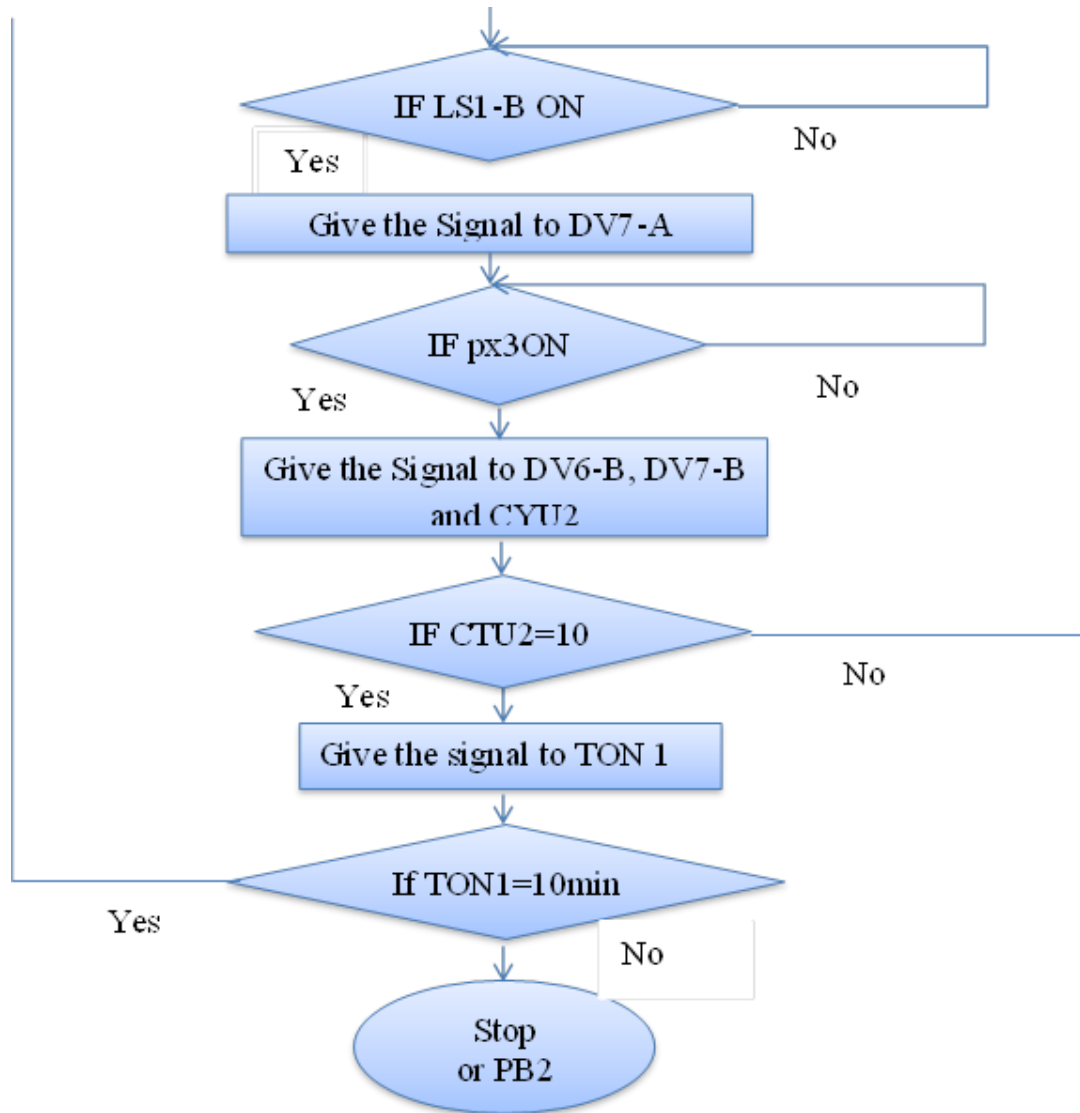 IF LS1-B ON
No
Yes
Give the Signal to DV7-A
IF px3ON
No
Yes
Give the Signal to DV6-B, DV7-B
and CYU2
IF CTU2=10
No
Yes
Give the signal to TON 1
If TON1=10min
Yes
No
Stop
or PB2